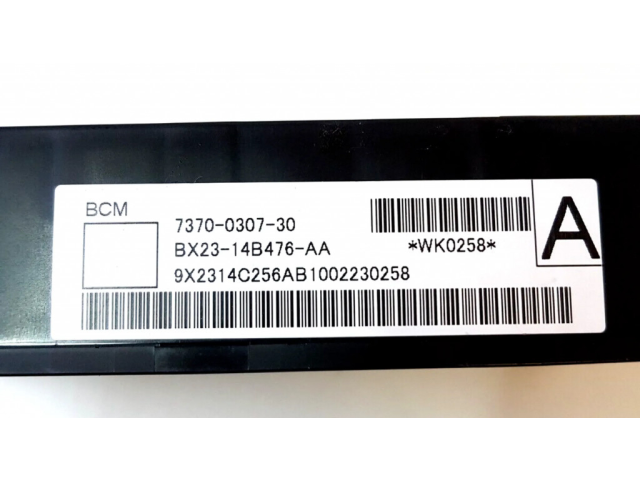 BCM
7370-0307-30
BX23-14B476-AA
*WK0258*
A
9X2314C256AB1002230258